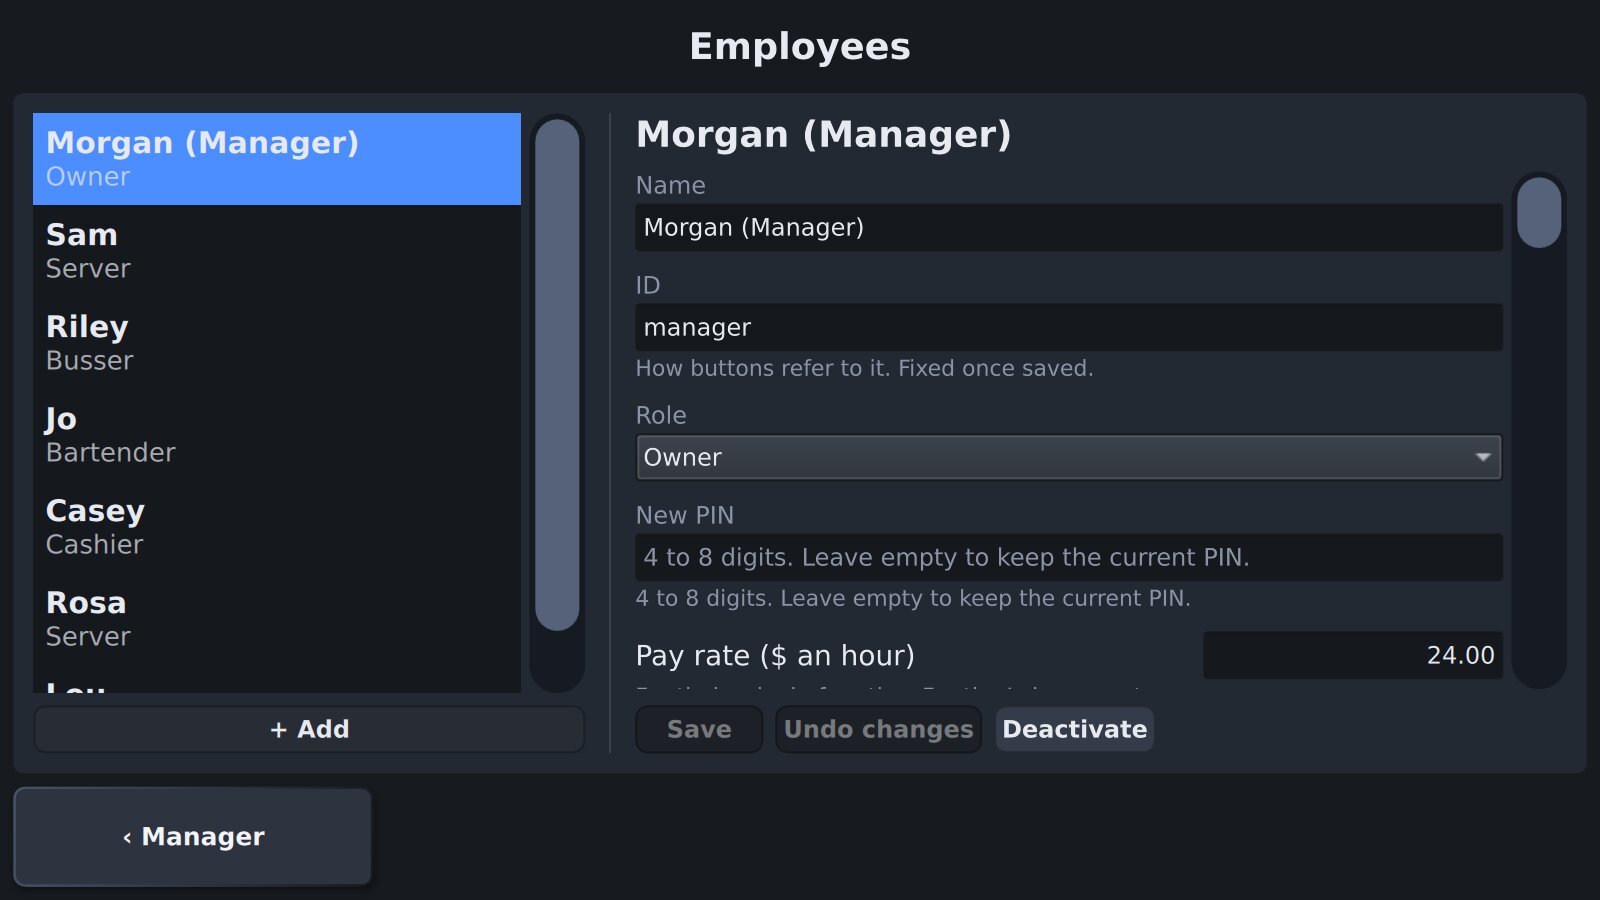 Employees
Morgan (Manager)
Owner
Sam
Server
Riley
Busser
Jo
Bartender
Casey
Cashier
Rosa
Server
+ Add
Morgan (Manager)
Name
Morgan (Manager)
ID
manager
How buttons refer to it. Fixed once saved.
Role
Owner
New PIN
4 to 8 digits. Leave empty to keep the current PIN.
4 to 8 digits. Leave empty to keep the current PIN.
Pay rate ($ an hour)
24.00
Save
Undo changes
Deactivate
‹ Manager